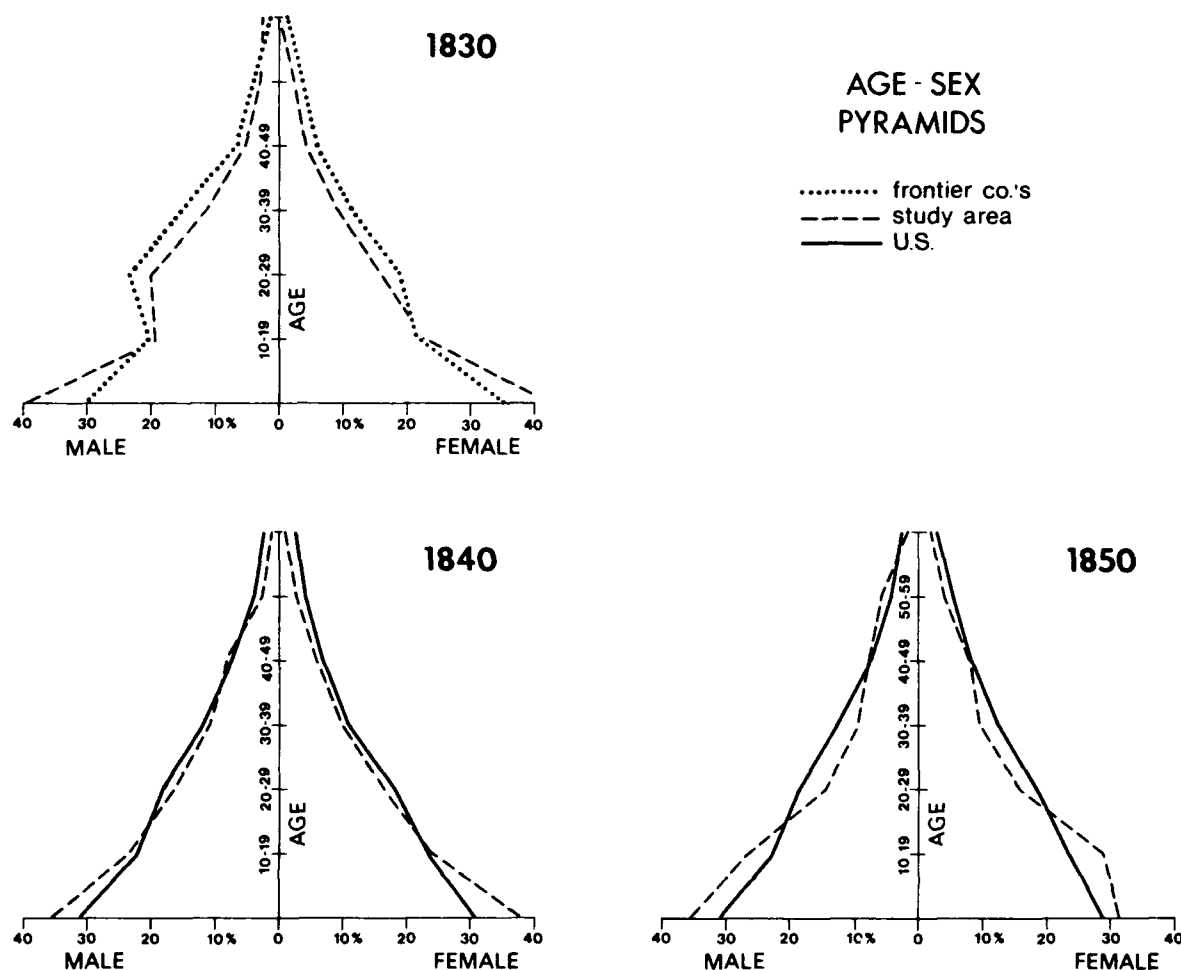 1830
AGE - SEX
PYRAMIDS
frontier co.'s
study area
U.S.
40-49
30-39
20-29
10-19
AGE
40 30 20 10% 0 10% 20 30 40
MALE FEMALE
1840
40-49
30-39
20-29
10-19
AGE
40 30 20 10% 0 10% 20 30 40
MALE FEMALE
1850
50-59
40-49
30-39
20-29
10-19
AGE
40 30 20 10% 0 10% 20 30 40
MALE FEMALE